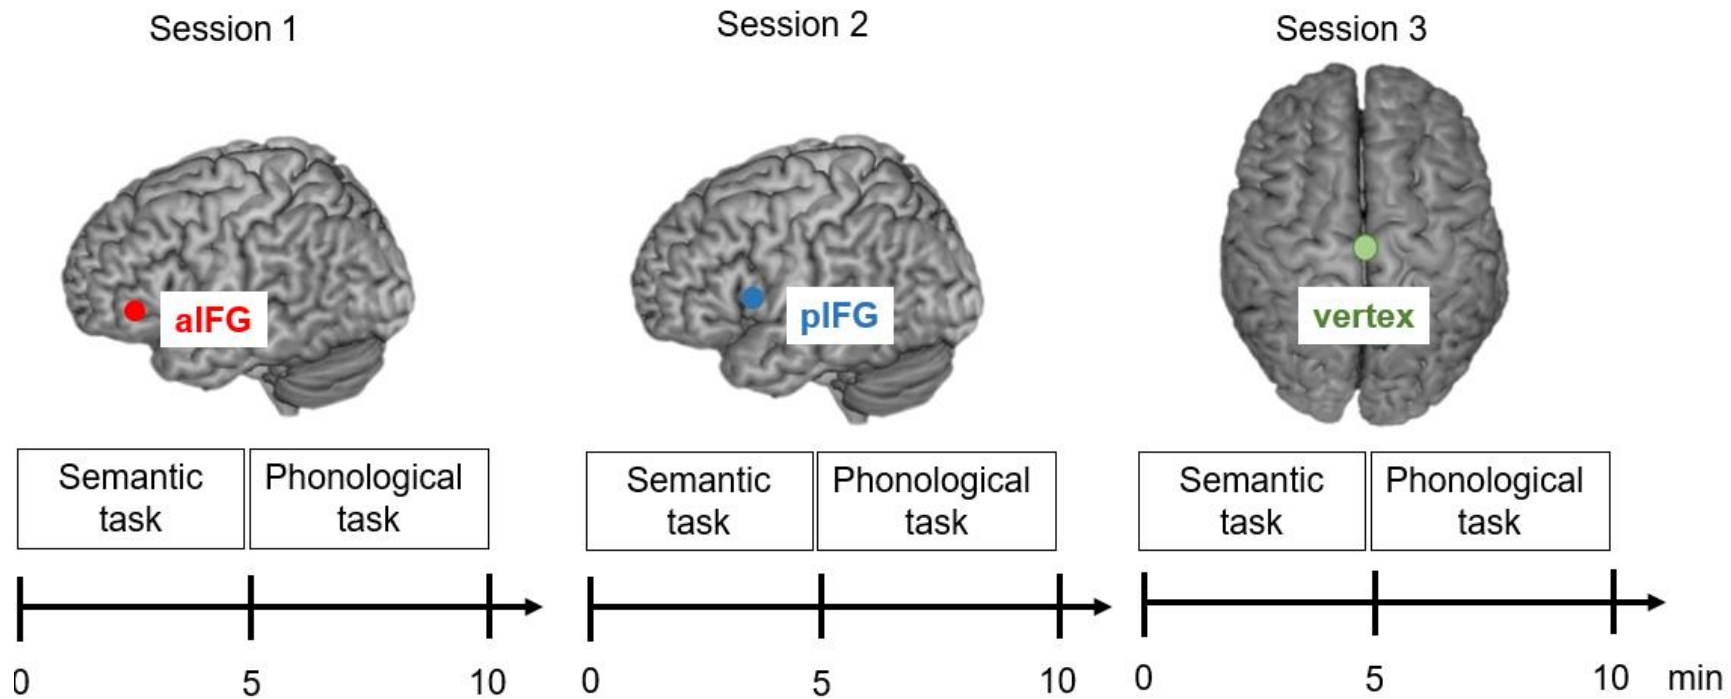 Session 1
Session 2
Session 3
aIFG
pIFG
vertex
Semantic
task
Phonological
task
Semantic
task
Phonological
task
Semantic
task
Phonological
task
0
5
10
0
5
10
0
5
10
min